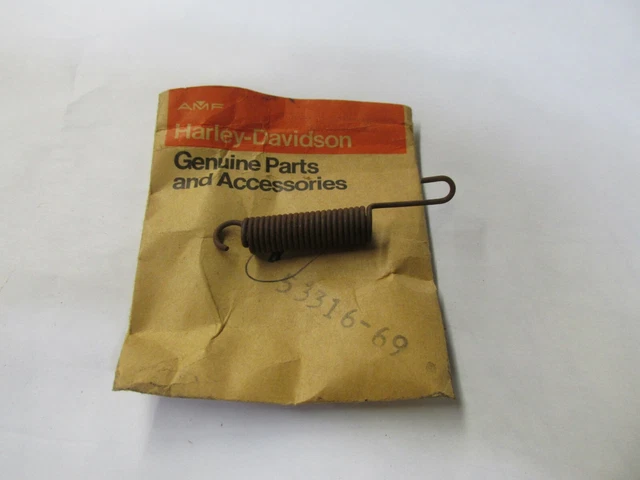 AMF
Harley-Davidson
Genuine Parts
and Accessories
53316-69